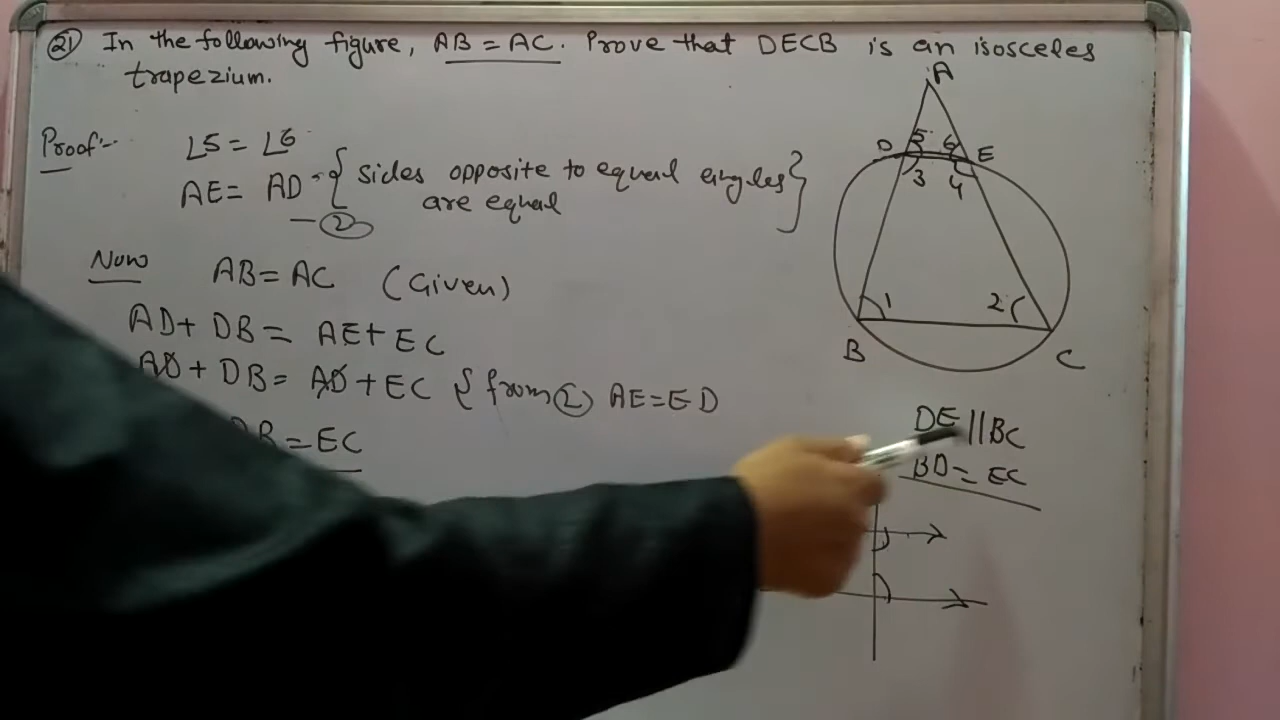 21 In the following figure, AB = AC. Prove that DECB is an isosceles
trapezium.
Proof:-
∠5 = ∠6
AE = AD - { sides opposite to equal angles
are equal }
- ②
Now AB = AC (Given)
AD + DB = AE + EC
AD + DB = AD + EC { from ② AE = ED
DB = EC
A
D 5 6 E
3 4
1 2
B C
DE || BC
BD = EC